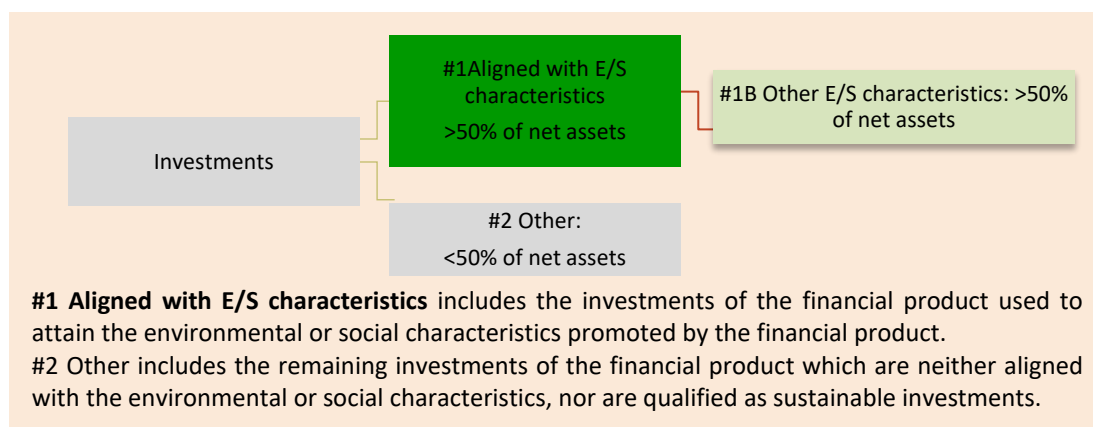 #1Aligned with E/S
characteristics
>50% of net assets
#1B Other E/S characteristics: >50%
of net assets
Investments
#2 Other:
<50% of net assets
#1 Aligned with E/S characteristics includes the investments of the financial product used to
attain the environmental or social characteristics promoted by the financial product.
#2 Other includes the remaining investments of the financial product which are neither aligned
with the environmental or social characteristics, nor are qualified as sustainable investments.